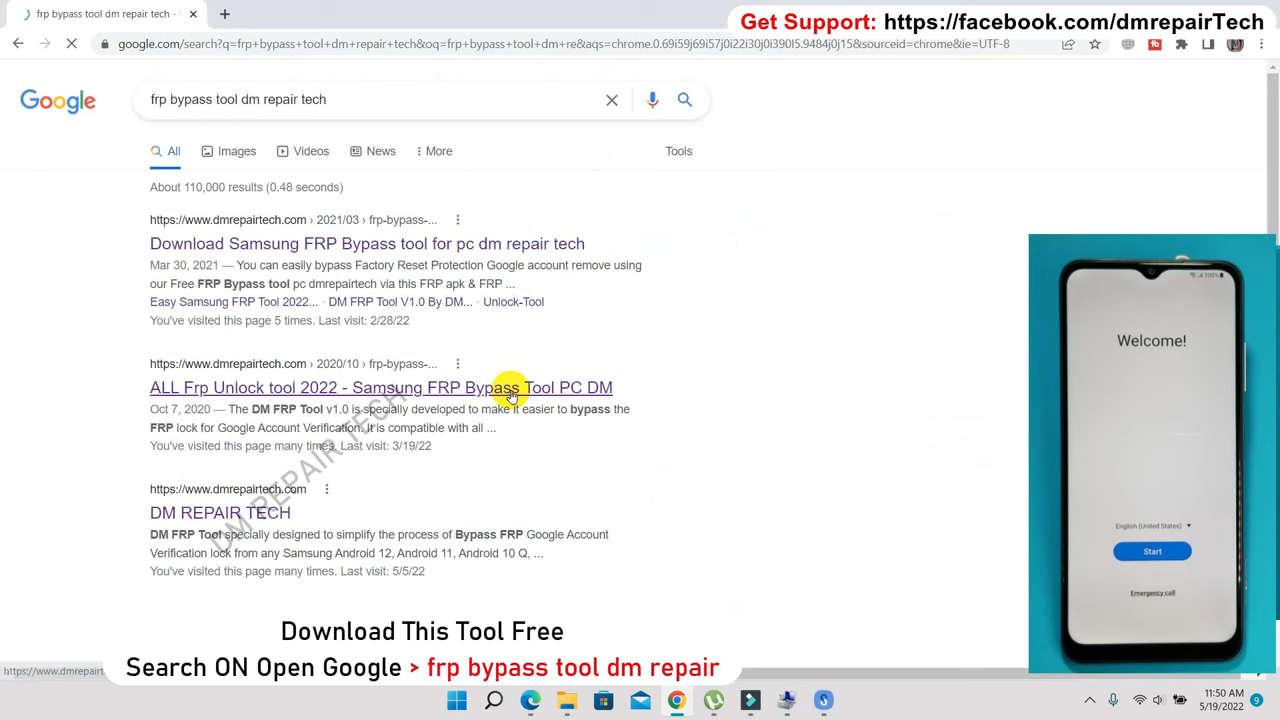 frp bypass tool dm repair tech -
Get Support: https://facebook.com/dmrepairTech
google.com/search?q=frp+bypass+tool+dm+repair+tech&q=frp+bypass+tool+dm+re&aqs=chrome.0.69i59j69i57j0i22i30j0i390l5.9484j0j15&sourceid=chrome&ie=UTF-8
Google
frp bypass tool dm repair tech
All Images Videos News More Tools
About 110,000 results (0.48 seconds)
https://www.dmrepairtech.com › 2021/03 › frp-bypass-...
Download Samsung FRP Bypass tool for pc dm repair tech
Mar 30, 2021 — You can easily bypass Factory Reset Protection Google account remove using
our Free FRP Bypass tool pc dmrepairtech via this FRP apk & FRP ...
Easy Samsung FRP Tool 2022... · DM FRP Tool V1.0 By DM... · Unlock-Tool
You've visited this page 5 times. Last visit: 2/28/22
https://www.dmrepairtech.com › 2020/10 › frp-bypass-...
ALL Frp Unlock tool 2022 - Samsung FRP Bypass Tool PC DM
Oct 7, 2020 — The DM FRP Tool v1.0 is specially developed to make it easier to bypass the
FRP lock for Google Account Verification. It is compatible with all ...
You've visited this page many times. Last visit: 3/19/22
https://www.dmrepairtech.com
DM REPAIR TECH
DM FRP Tool specially designed to simplify the process of Bypass FRP Google Account
Verification lock from any Samsung Android 12, Android 11, Android 10 Q, ...
You've visited this page many times. Last visit: 5/5/22
DM REPAIR TECH
100%
Welcome!
English (United States)
Start
Emergency call
Download This Tool Free
Search ON Open Google > frp bypass tool dm repair
https://www.dmrepairt
11:50 AM
5/19/2022
9